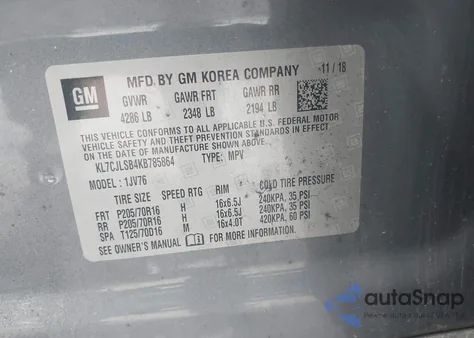 GM
MFD. BY GM KOREA COMPANY 11/18
GVWR GAWR FRT GAWR RR
4286 LB 2348 LB 2194 LB
THIS VEHICLE CONFORMS TO ALL APPLICABLE U.S. FEDERAL MOTOR
VEHICLE SAFETY AND THEFT PREVENTION STANDARDS IN EFFECT
ON THE DATE OF MANUFACTURE SHOWN ABOVE.
KL7CJLSB4KB785864 TYPE: MPV
MODEL: 1JV76
TIRE SIZE SPEED RTG RIM COLD TIRE PRESSURE
FRT P205/70R16 H 16x6.5J 240KPA, 35 PSI
RR P205/70R16 H 16x6.5J 240KPA, 35 PSI
SPA T125/70D16 M 16x4.0T 420KPA, 60 PSI
SEE OWNER'S MANUAL FOR MORE INFORMATION.
autoSnap